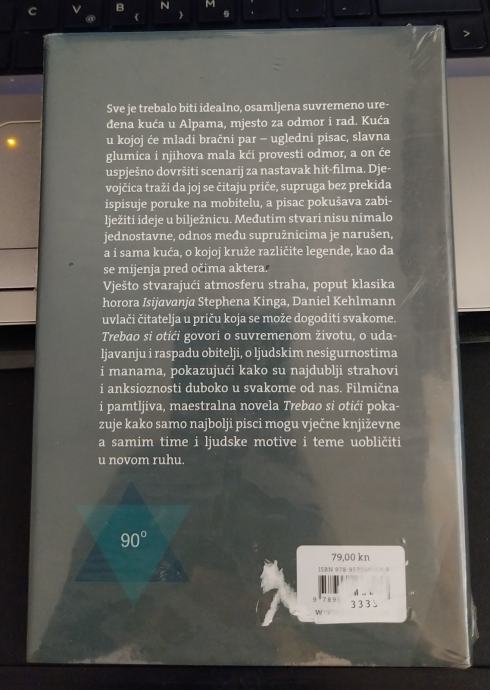 C
V
B
N
M
@
{
}
§
>
Sve je trebalo biti idealno, osamljena suvremeno ure-
đena kuća u Alpama, mjesto za odmor i rad. Kuća
u kojoj će mladi bračni par – ugledni pisac, slavna
glumica i njihova mala kći provesti odmor, a on će
uspješno dovršiti scenarij za nastavak hit-filma. Dje-
vojčica traži da joj se čitaju priče, supruga bez prekida
ispisuje poruke na mobitelu, a pisac pokušava zabi-
lježiti ideje u bilježnicu. Međutim stvari nisu nimalo
jednostavne, odnos među supružnicima je narušen,
a i sama kuća, o kojoj kruže različite legende, kao da
se mijenja pred očima aktera.
Vješto stvarajući atmosferu straha, poput klasika
horora Isijavanja Stephena Kinga, Daniel Kehlmann
uvlači čitatelja u priču koja se može dogoditi svakome.
Trebao si otići govori o suvremenom životu, o uda-
ljavanju i raspadu obitelji, o ljudskim nesigurnostima
i manama, pokazujući kako su najdublji strahovi
i anksioznosti duboko u svakome od nas. Filmična
i pamtljiva, maestralna novela Trebao si otići poka-
zuje kako samo najbolji pisci mogu vječne književne
a samim time i ljudske motive i teme uobličiti
u novom ruhu.
90°
79,00 kn
ISBN 978-95
9 789
3333